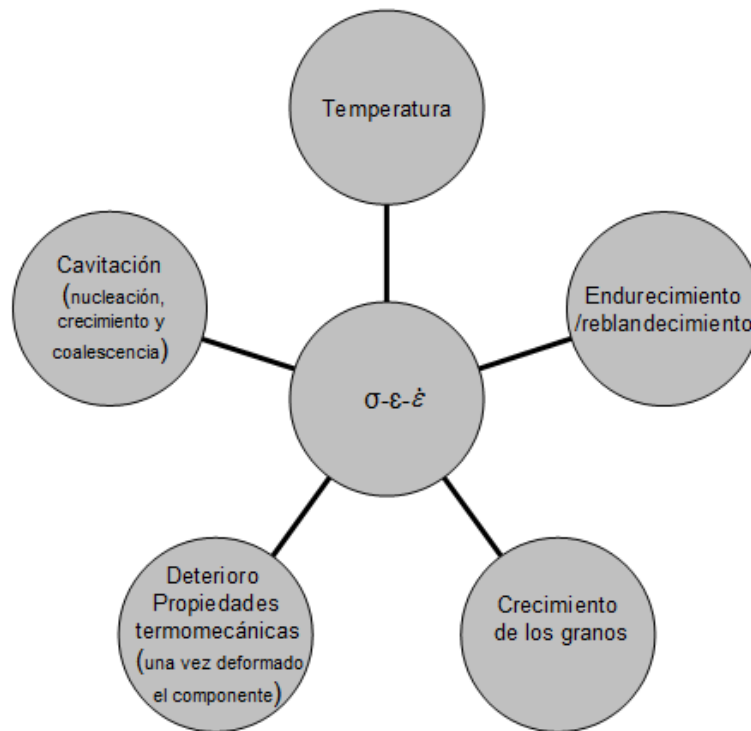 Temperatura
Cavitación
(nucleación,
crecimiento y
coalescencia)
Endurecimiento
/reblandecimiento
σ-ε-ε̇
Deterioro
Propiedades
termomecánicas
(una vez deformado
el componente)
Crecimiento
de los granos